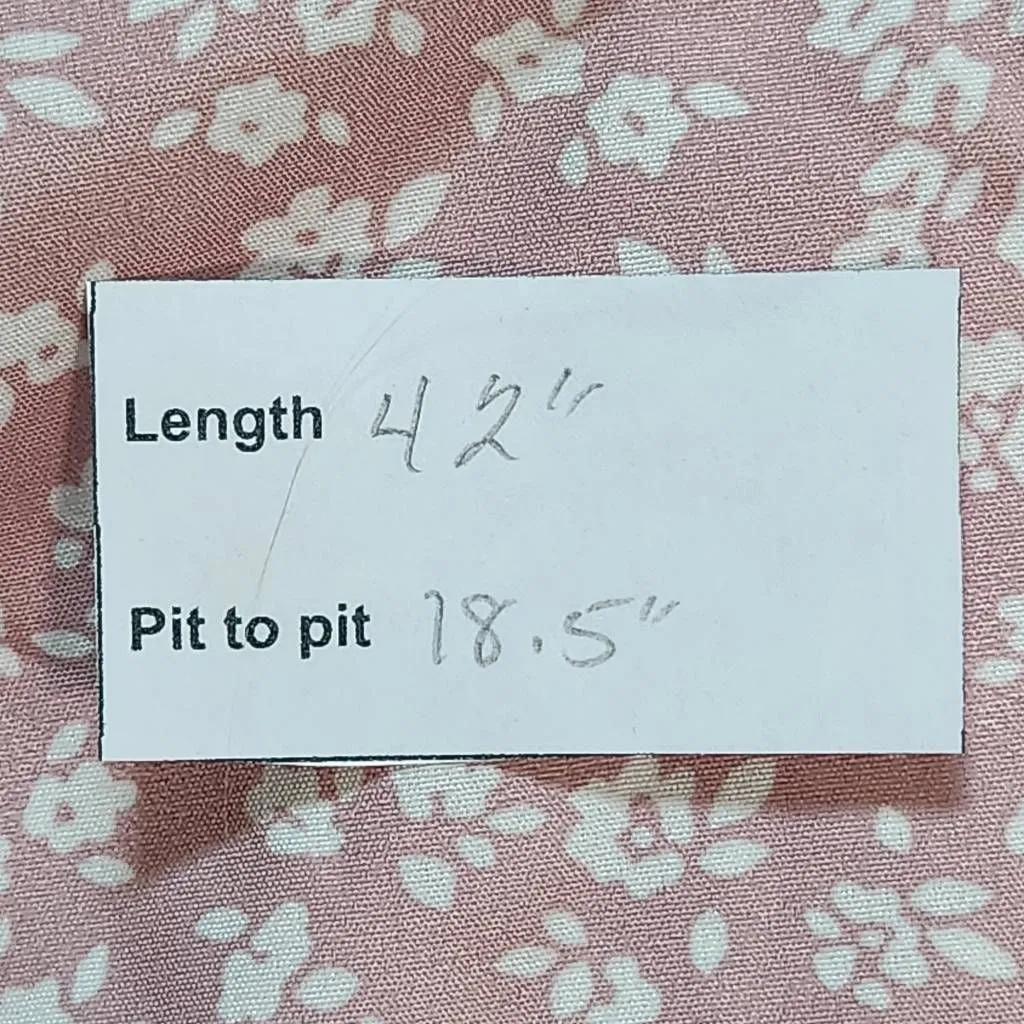 Length 42"
Pit to pit 18.5"